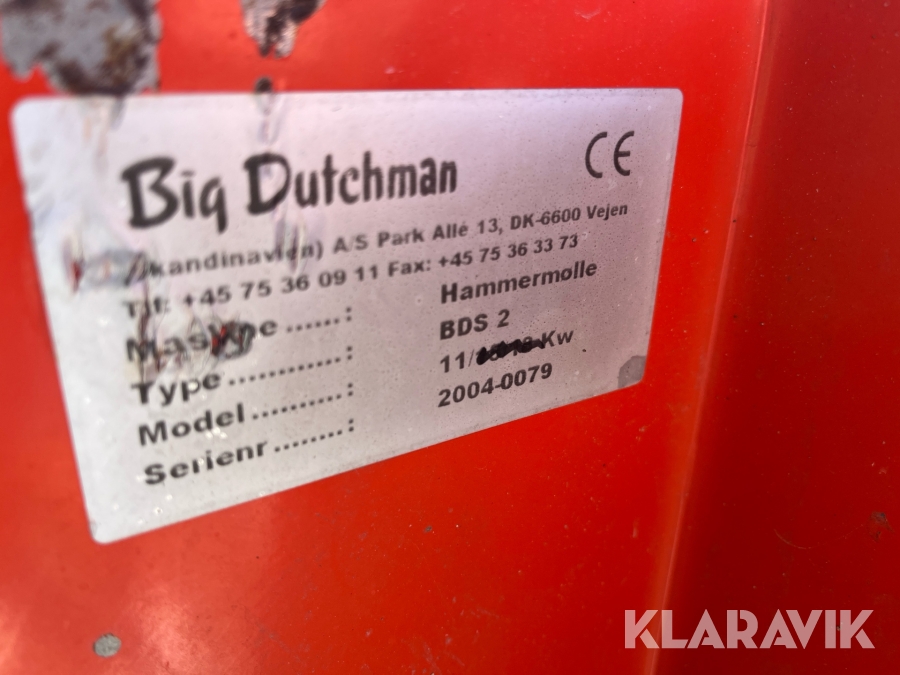 Big Dutchman
CE
(Skandinavien) A/S Park Allé 13, DK-6600 Vejen
Tlf: +45 75 36 09 11 Fax: +45 75 36 33 73
Maskine ......: Hammermølle
Type ............: BDS 2
Model ..........: 11/ Kw
Serienr ........: 2004-0079
KLARAVIK